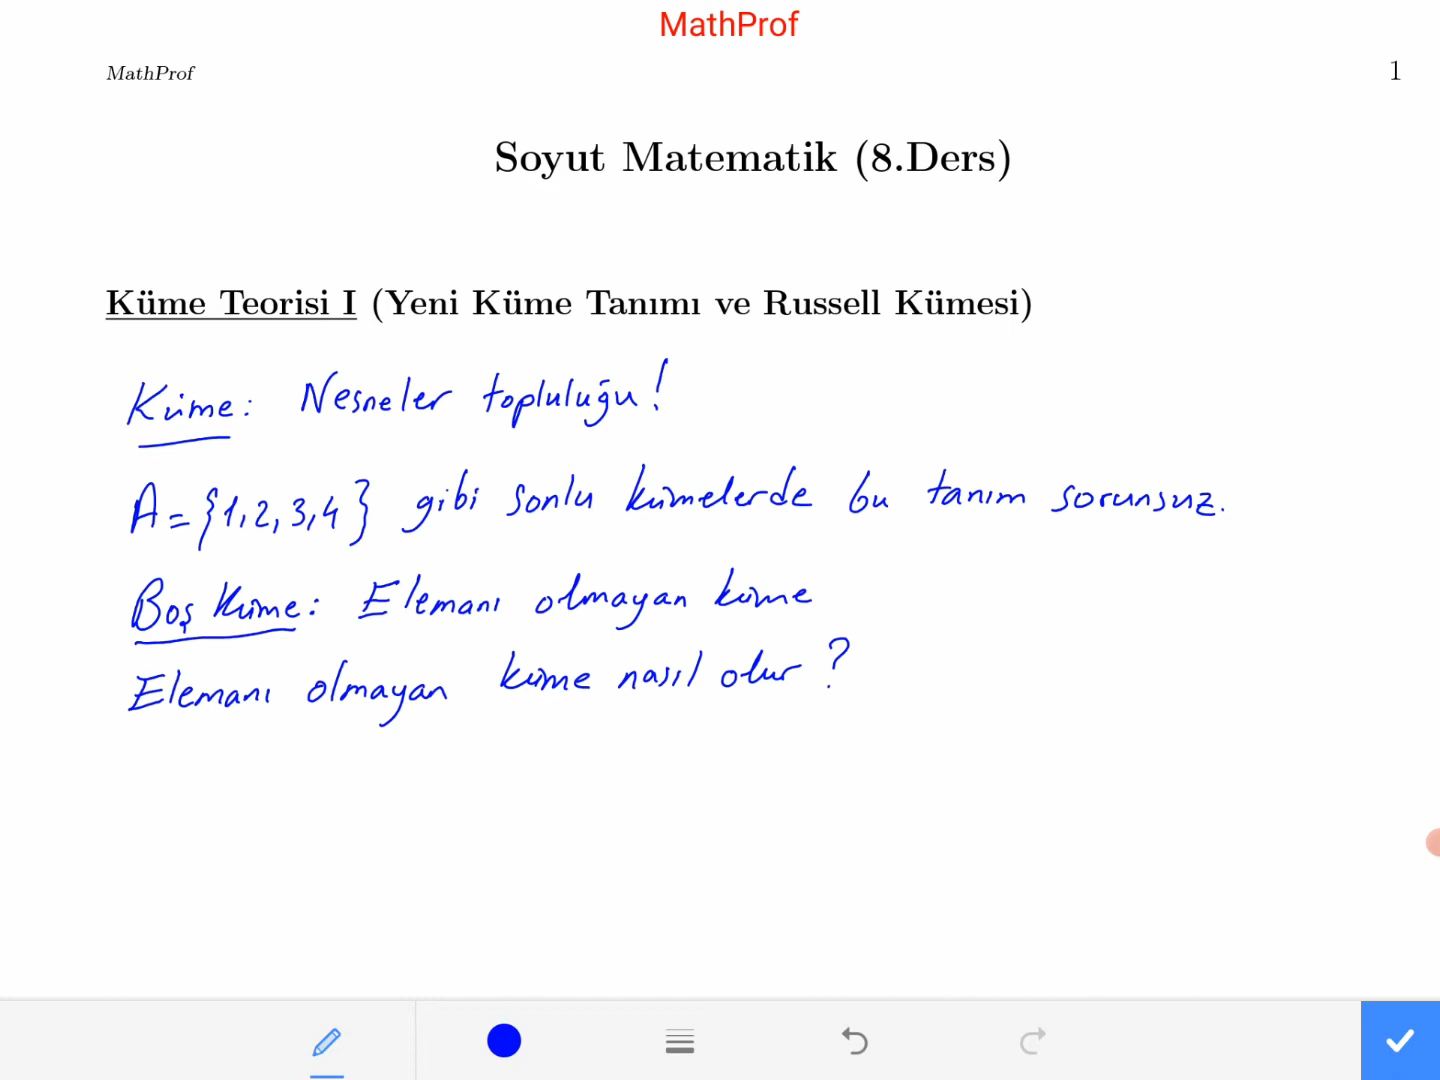 MathProf
MathProf 1
Soyut Matematik (8.Ders)
Küme Teorisi I (Yeni Küme Tanımı ve Russell Kümesi)
Küme: Nesneler topluluğu!
A={1,2,3,4} gibi sonlu kümelerde bu tanım sorunsuz.
Boş Küme: Elemanı olmayan küme
Elemanı olmayan küme nasıl olur?